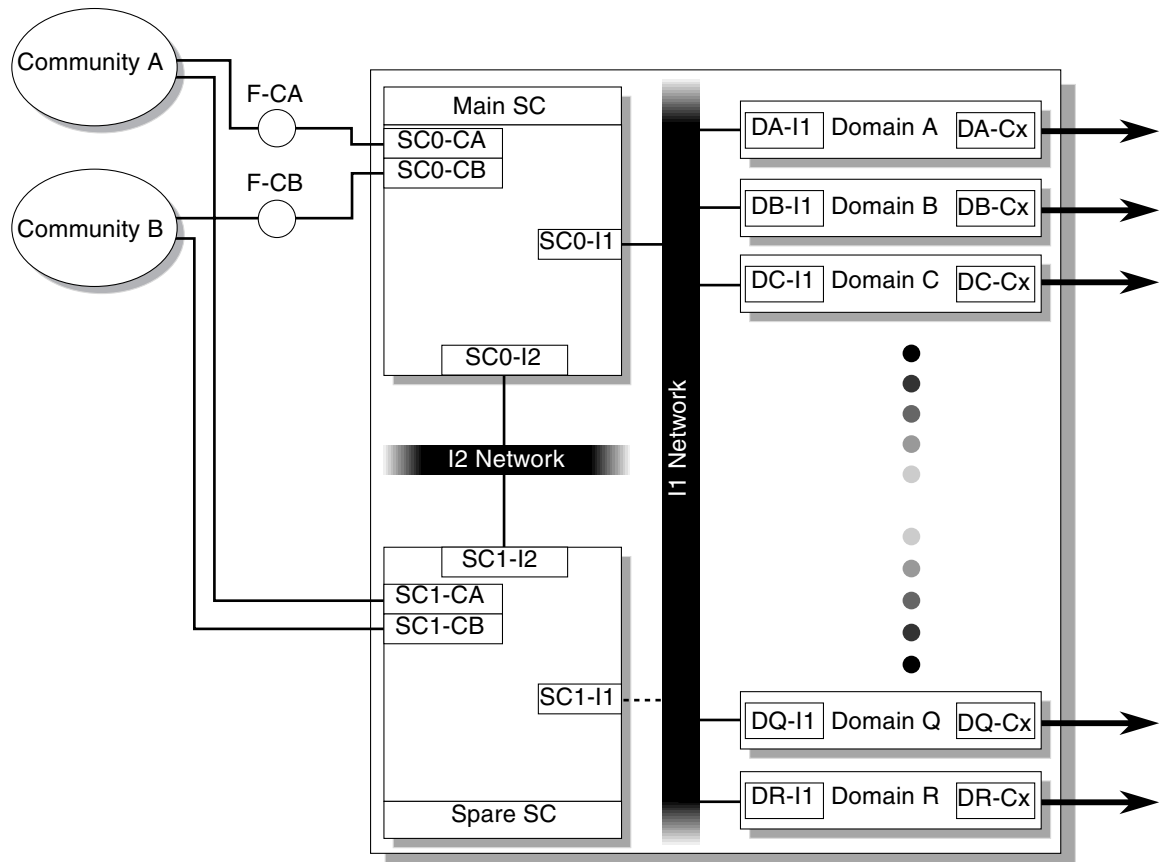 Community A
F-CA
Community B
F-CB
Main SC
SC0-CA
SC0-CB
SC0-I1
SC0-I2
I2 Network
SC1-I2
SC1-CA
SC1-CB
SC1-I1
Spare SC
I1 Network
DA-I1 Domain A DA-Cx
DB-I1 Domain B DB-Cx
DC-I1 Domain C DC-Cx
DQ-I1 Domain Q DQ-Cx
DR-I1 Domain R DR-Cx